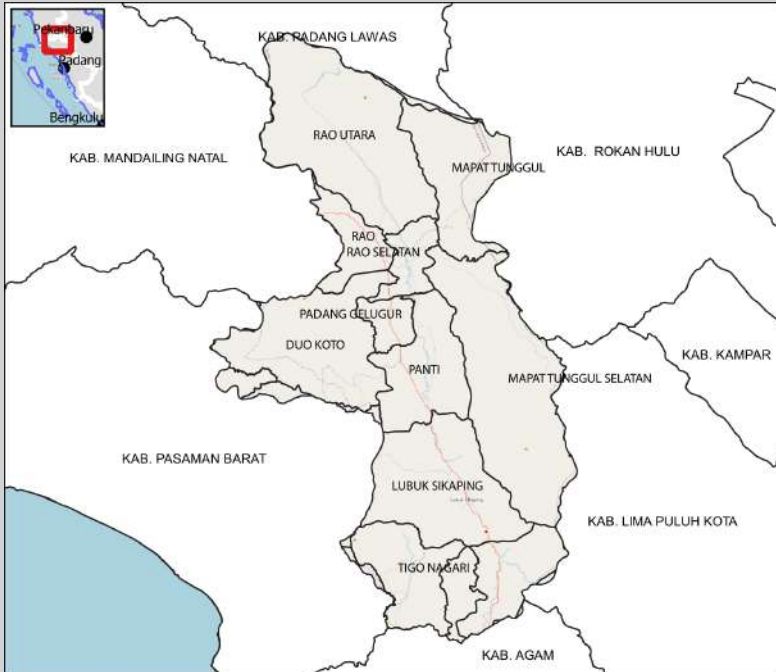 Pekanbaru
Padang
Bengkulu
KAB. PADANG LAWAS
KAB. MANDAILING NATAL
RAO UTARA
MAPAT TUNGGUL
KAB. ROKAN HULU
RAO
RAO SELATAN
PADANG GELUGUR
DUO KOTO
PANTI
MAPAT TUNGGUL SELATAN
KAB. KAMPAR
KAB. PASAMAN BARAT
LUBUK SIKAPING
Lubuk Sikaping
KAB. LIMA PULUH KOTA
TIGO NAGARI
KAB. AGAM